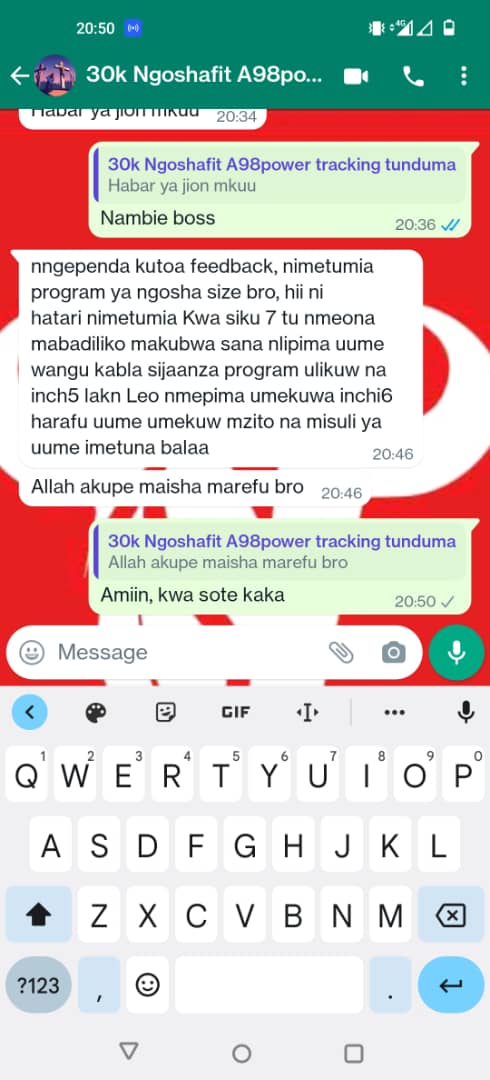 20:50
4G
30k Ngoshafit A98po...
Habar ya jion mkuu 20:34
30k Ngoshafit A98power tracking tunduma
Habar ya jion mkuu
Nambie boss 20:36
nngependa kutoa feedback, nimetumia
program ya ngosha size bro, hii ni
hatari nimetumia Kwa siku 7 tu nmeona
mabadiliko makubwa sana nlipima uume
wangu kabla sijaanza program ulikuw na
inch5 lakn Leo nmepima umekuwa inchi6
harafu uume umekuw mzito na misuli ya
uume imetuna balaa
20:46
Allah akupe maisha marefu bro 20:46
30k Ngoshafit A98power tracking tunduma
Allah akupe maisha marefu bro
Amiin, kwa sote kaka 20:50
Message
GIF
1 2 3 4 5 6 7 8 9 0
Q W E R T Y U I O P
A S D F G H J K L
Z X C V B N M
?123 , .